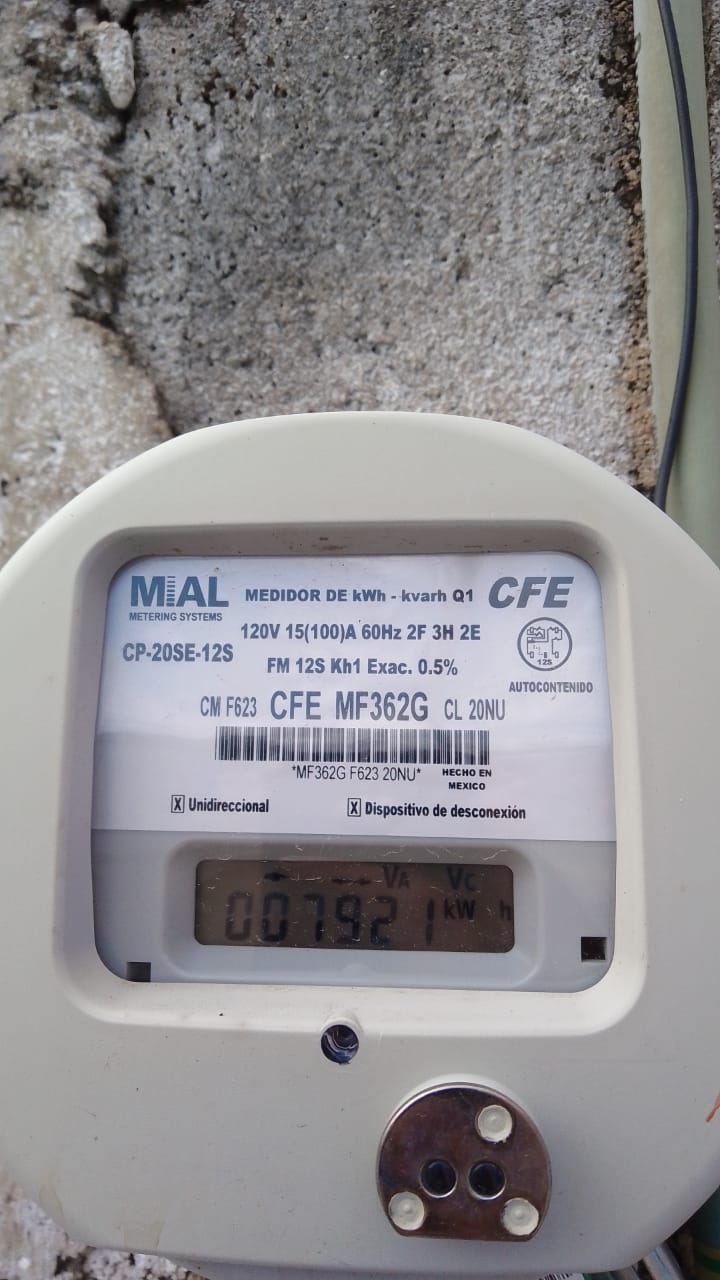 MIAL
METERING SYSTEMS
MEDIDOR DE kWh - kvarh Q1
CFE
120V 15(100)A 60Hz 2F 3H 2E
CP-20SE-12S
FM 12S Kh1 Exac. 0.5%
12S
AUTOCONTENIDO
CM F623 CFE MF362G CL 20NU
*MF362G F623 20NU*
HECHO EN
MEXICO
X Unidireccional
X Dispositivo de desconexión
VA VC
007921 kW h